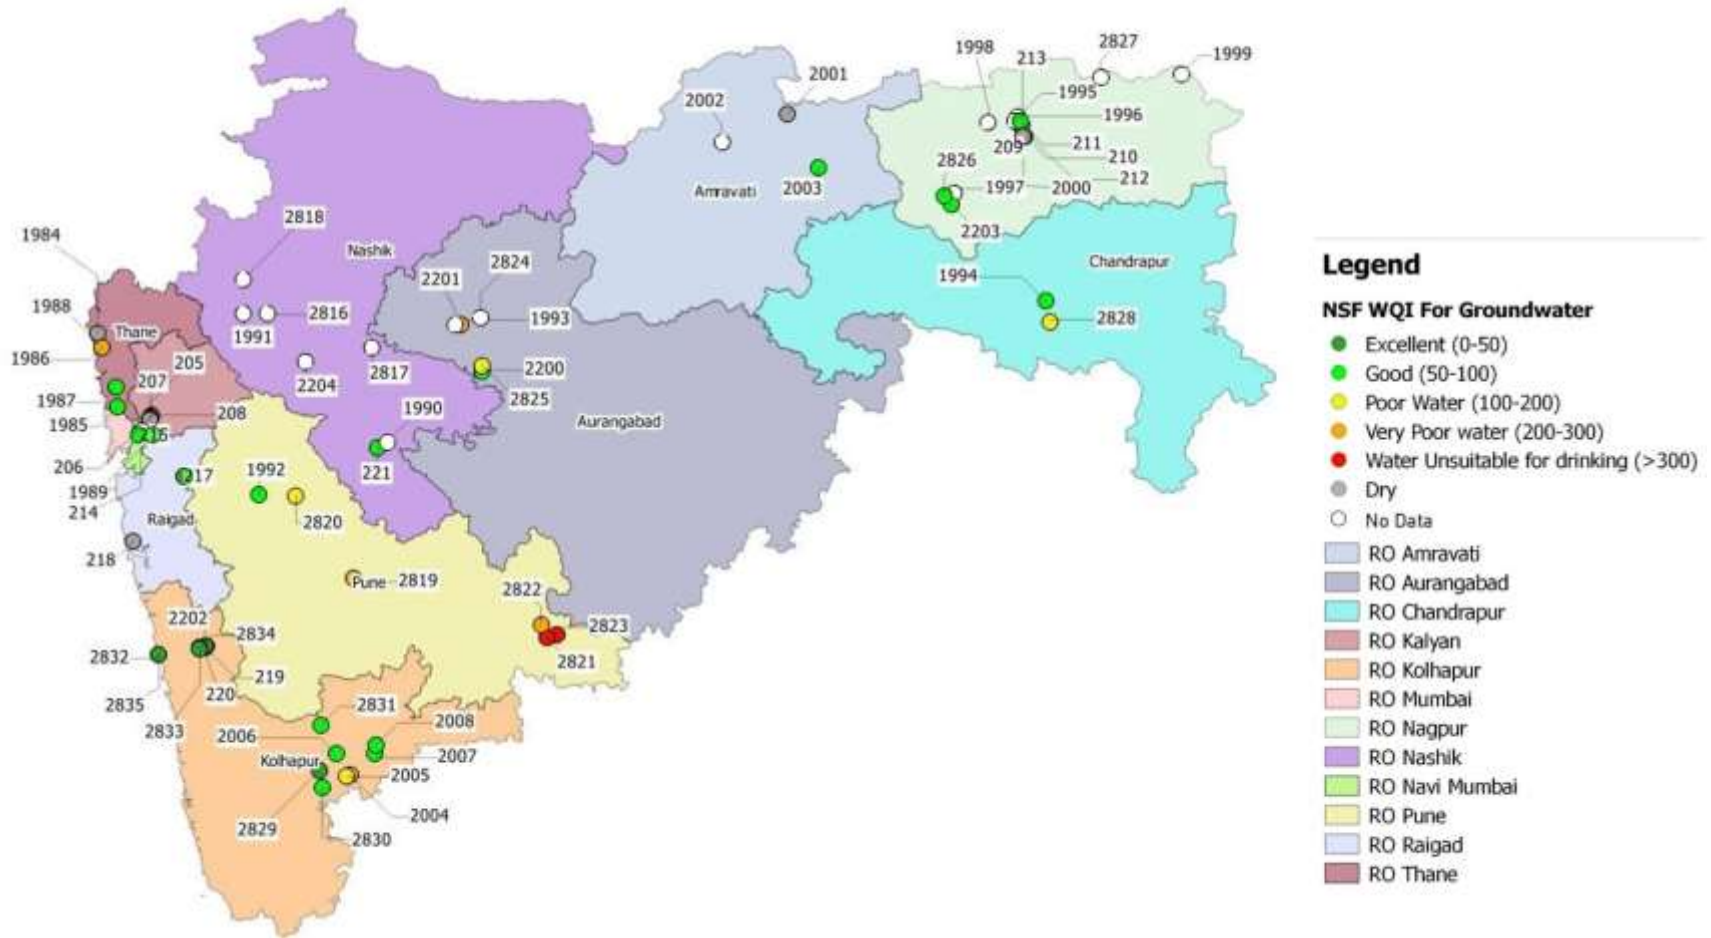 1998
213
2827
1999
2001
2002
1995
1996
209
211
210
212
2826
1997
2000
2003
Amravati
2203
2818
1984
Nashik
2824
2201
1994
Chandrapur
1988
Thane
2816
1993
2828
1991
1986
205
207
2204
2817
2200
1987
208
1990
2825
Aurangabad
1985
206
221
217
1992
1989
214
2820
Raigad
218
Pune
2819
2822
2202
2834
2823
2832
2821
219
220
2835
2831
2833
2006
2008
Kolhapur
2007
2005
2004
2829
2830
Legend
NSF WQI For Groundwater
Excellent (0-50)
Good (50-100)
Poor Water (100-200)
Very Poor water (200-300)
Water Unsuitable for drinking (>300)
Dry
No Data
RO Amravati
RO Aurangabad
RO Chandrapur
RO Kalyan
RO Kolhapur
RO Mumbai
RO Nagpur
RO Nashik
RO Navi Mumbai
RO Pune
RO Raigad
RO Thane